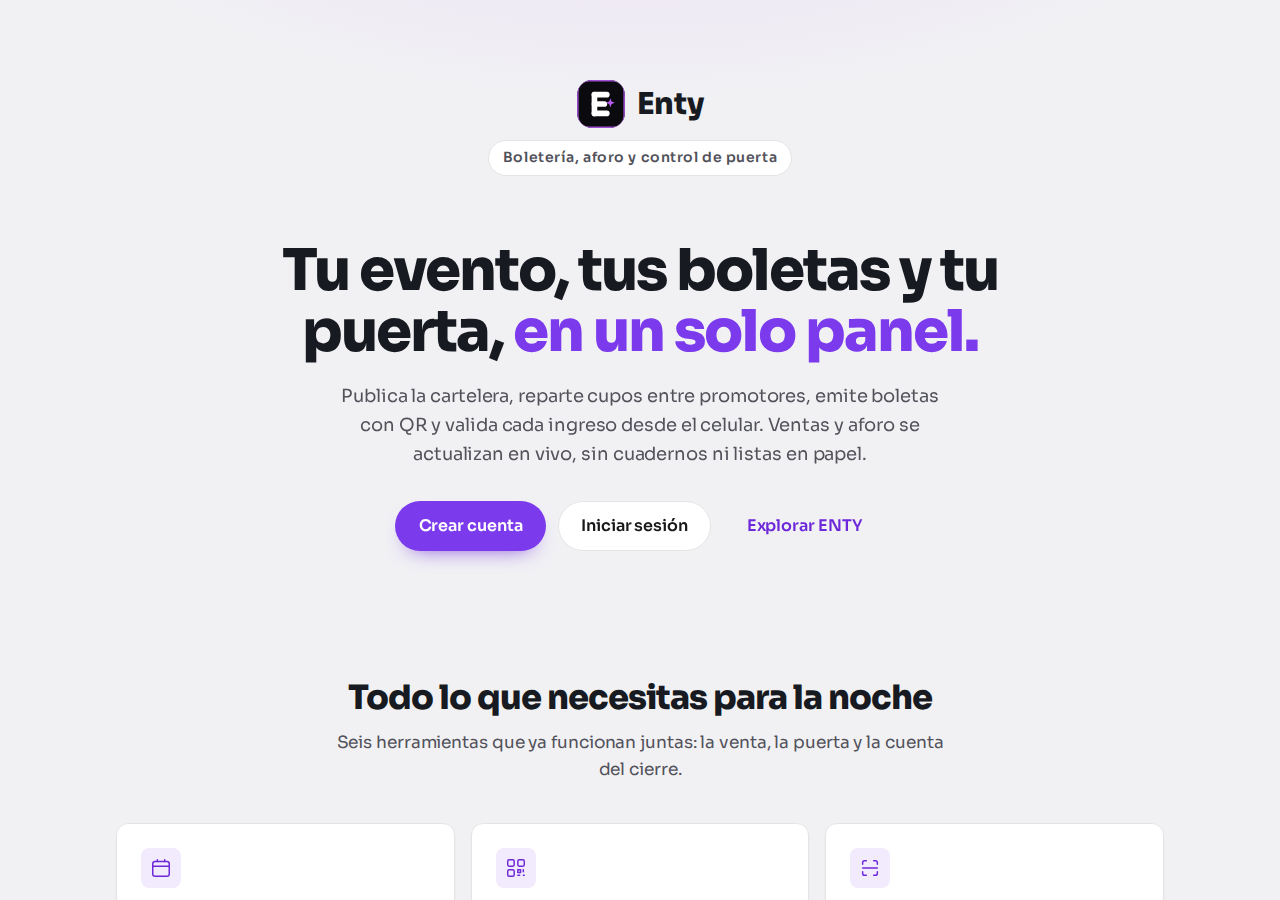 Enty
Boletería, aforo y control de puerta
Tu evento, tus boletas y tu
puerta, en un solo panel.
Publica la cartelera, reparte cupos entre promotores, emite boletas
con QR y valida cada ingreso desde el celular. Ventas y aforo se
actualizan en vivo, sin cuadernos ni listas en papel.
Crear cuenta
Iniciar sesión
Explorar ENTY
Todo lo que necesitas para la noche
Seis herramientas que ya funcionan juntas: la venta, la puerta y la cuenta
del cierre.